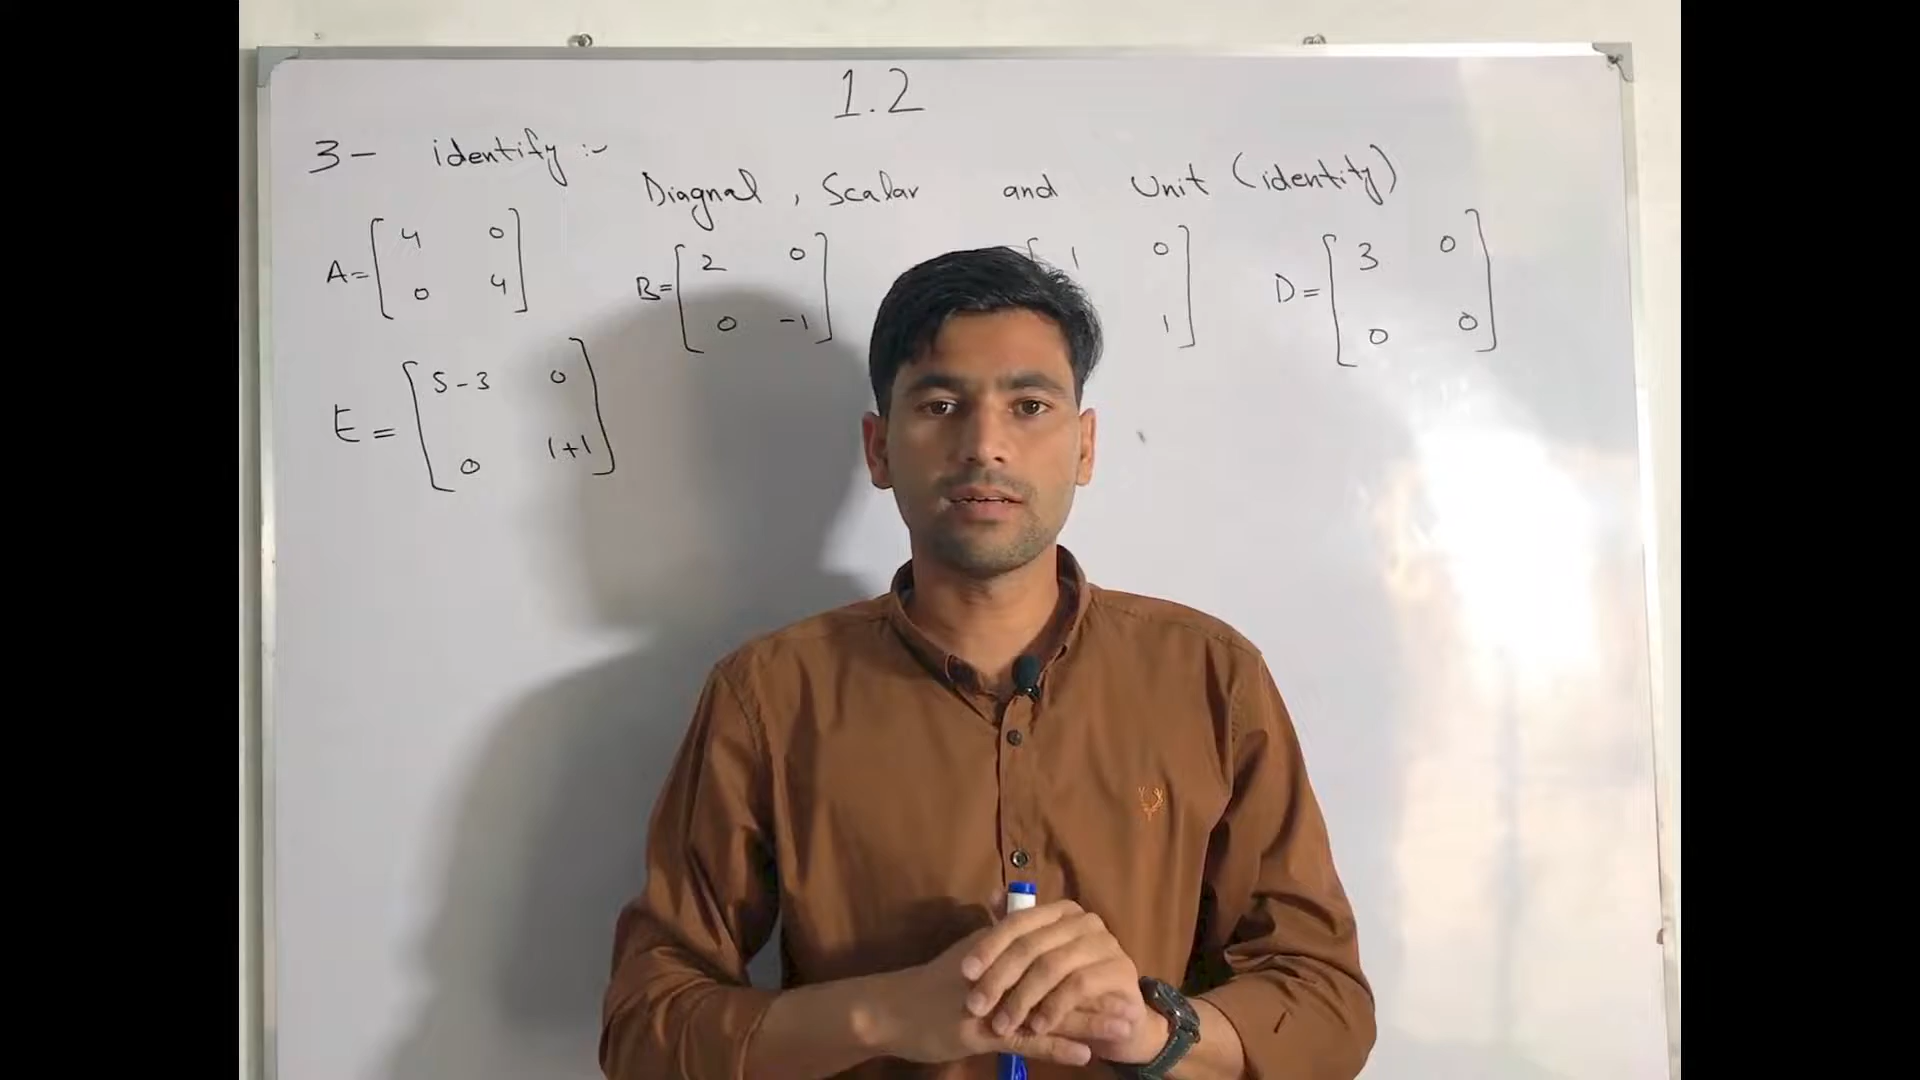 1.2
3- identify :-
Diagnal, Scalar and Unit (identity)
A= [ 4 0
0 4 ]
B= [ 2 0
0 -1 ]
[ 1 0
1 ]
D= [ 3 0
0 0 ]
E= [ 5-3 0
0 1+1 ]